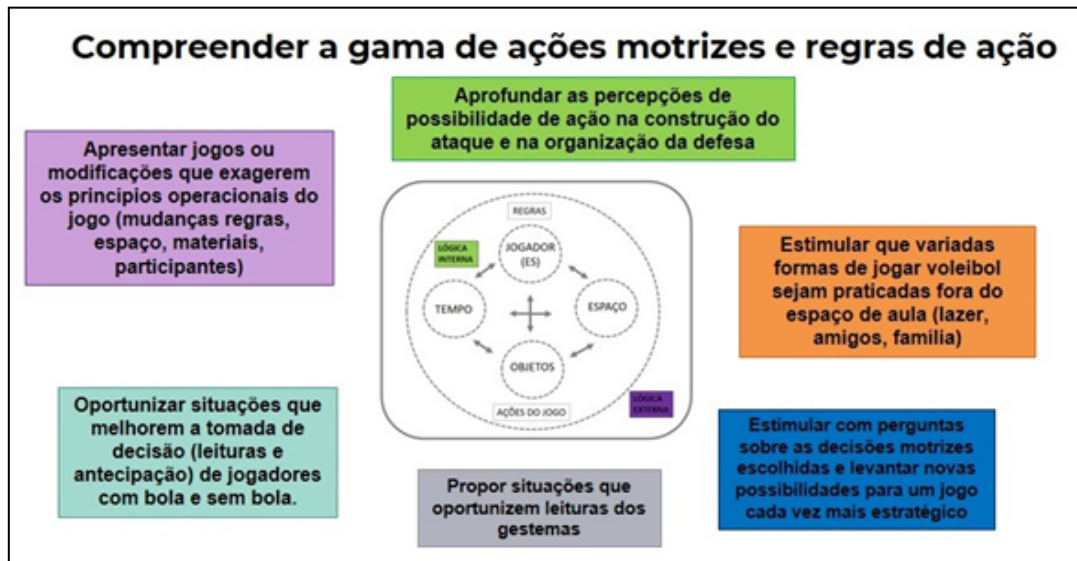 Compreender a gama de ações motrizes e regras de ação
Aprofundar as percepções de
possibilidade de ação na construção do
ataque e na organização da defesa
Apresentar jogos ou
modificações que exagerem
os princípios operacionais do
jogo (mudanças regras,
espaço, materiais,
participantes)
REGRAS
LÓGICA
INTERNA
JOGADOR
(ES)
TEMPO
ESPAÇO
OBJETOS
AÇÕES DO JOGO
LÓGICA
EXTERNA
Estimular que variadas
formas de jogar voleibol
sejam praticadas fora do
espaço de aula (lazer,
amigos, família)
Oportunizar situações que
melhorem a tomada de
decisão (leituras e
antecipação) de jogadores
com bola e sem bola.
Propor situações que
oportunizem leituras dos
gestemas
Estimular com perguntas
sobre as decisões motrizes
escolhidas e levantar novas
possibilidades para um jogo
cada vez mais estratégico